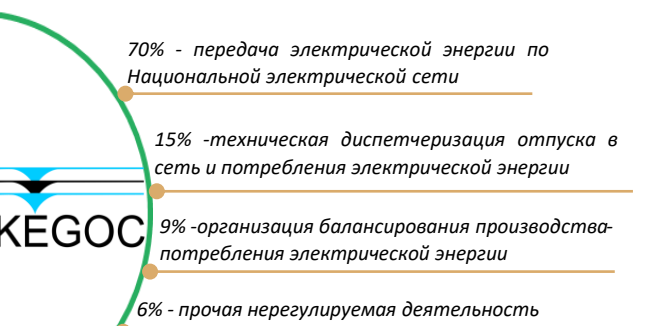 70% - передача электрической энергии по
Национальной электрической сети
15% -техническая диспетчеризация отпуска в
сеть и потребления электрической энергии
KEGOC
9% -организация балансирования производства-
потребления электрической энергии
6% - прочая нерегулируемая деятельность